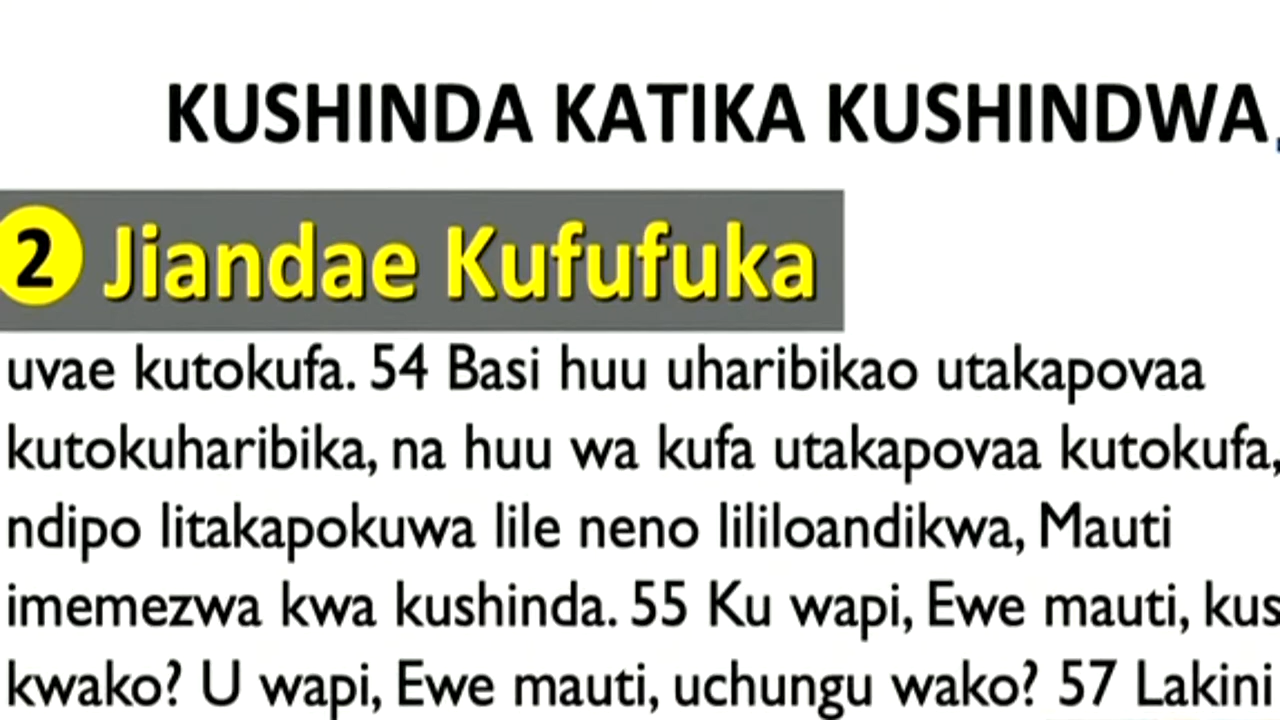 KUSHINDA KATIKA KUSHINDWA
2 Jiandae Kufufuka
uvae kutokufa. 54 Basi huu uharibikao utakapovaa
kutokuharibika, na huu wa kufa utakapovaa kutokufa,
ndipo litakapokuwa lile neno lililoandikwa, Mauti
imemezwa kwa kushinda. 55 Ku wapi, Ewe mauti, kus
kwako? U wapi, Ewe mauti, uchungu wako? 57 Lakini